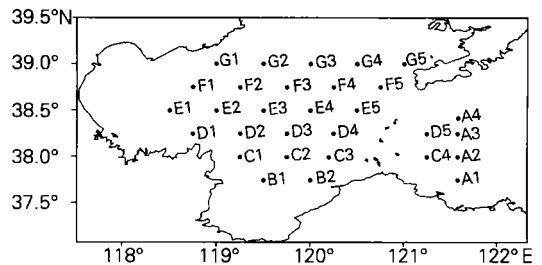 39.5°N
39.0° G1 G2 G3 G4 G5
F1 F2 F3 F4 F5
38.5° E1 E2 E3 E4 E5
A4
D1 D2 D3 D4 D5 A3
38.0° C1 C2 C3 C4 A2
B1 B2 A1
37.5°
118° 119° 120° 121° 122°E